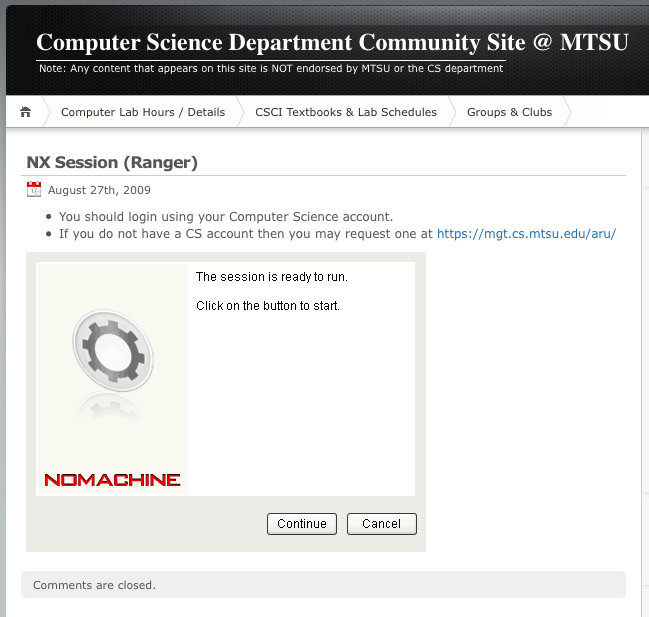 Computer Science Department Community Site @ MTSU
Note: Any content that appears on this site is NOT endorsed by MTSU or the CS department
Computer Lab Hours / Details CSCI Textbooks & Lab Schedules Groups & Clubs
NX Session (Ranger)
August 27th, 2009
You should login using your Computer Science account.
If you do not have a CS account then you may request one at https://mgt.cs.mtsu.edu/aru/
The session is ready to run.
Click on the button to start.
NOMACHINE
Continue Cancel
Comments are closed.